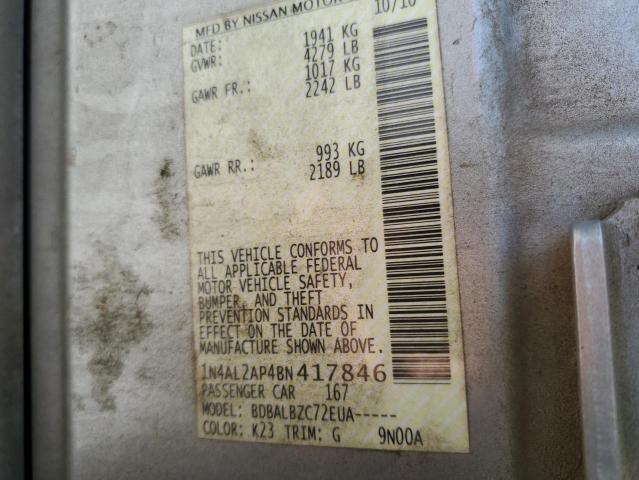 MFD BY NISSAN MOTOR
DATE: 10/10
GVWR: 1941 KG
4279 LB
GAWR FR.: 1017 KG
2242 LB
GAWR RR.: 993 KG
2189 LB
THIS VEHICLE CONFORMS TO
ALL APPLICABLE FEDERAL
MOTOR VEHICLE SAFETY,
BUMPER, AND THEFT
PREVENTION STANDARDS IN
EFFECT ON THE DATE OF
MANUFACTURE SHOWN ABOVE.
1N4AL2AP4BN417846
PASSENGER CAR 167
MODEL: BDBALBZC72EUA-----
COLOR: K23 TRIM: G 9N00A